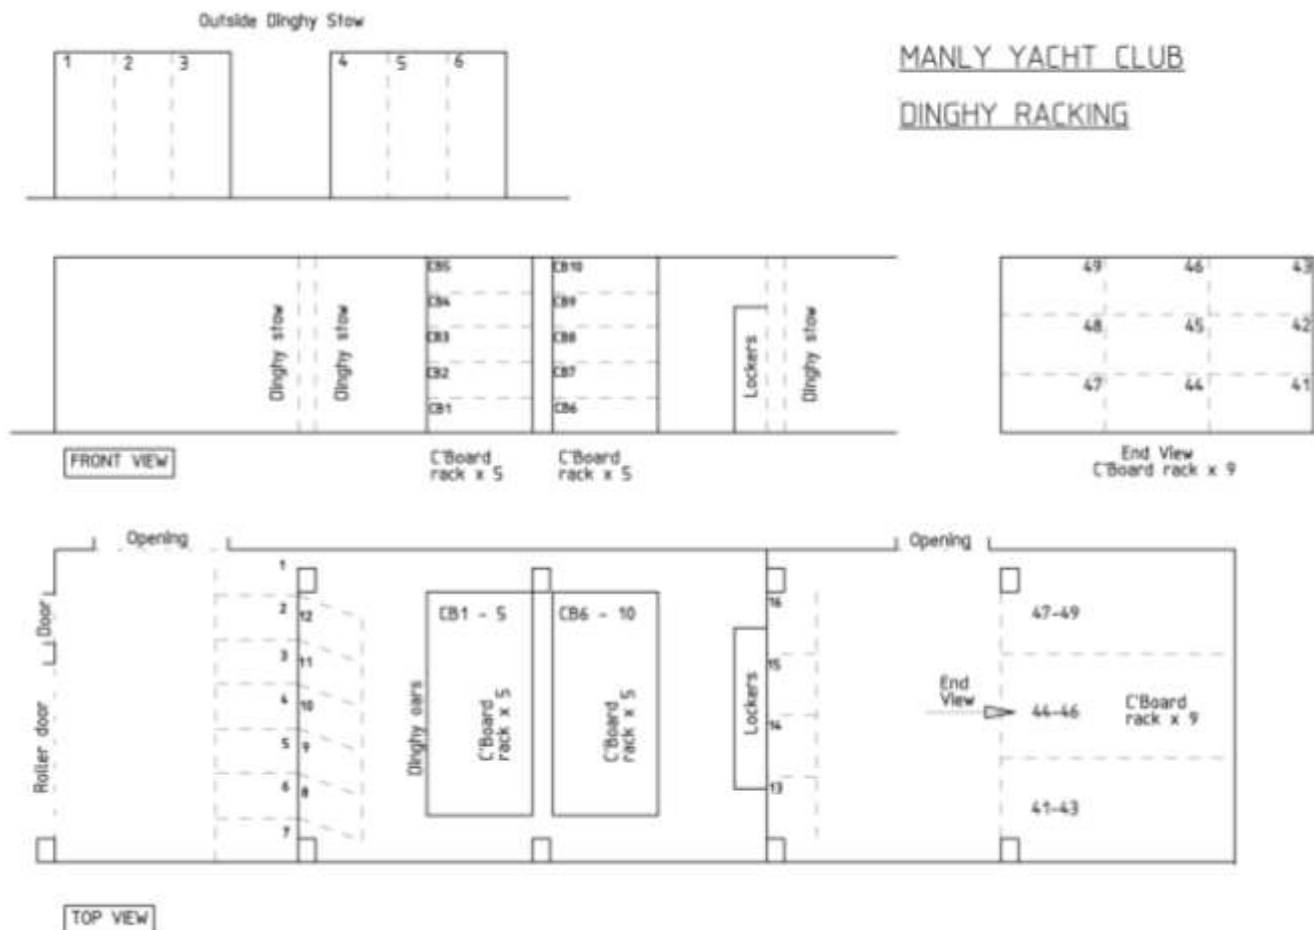 Outside Dinghy Stow
MANLY YACHT CLUB
DINGHY RACKING
1 2 3 4 5 6
Dinghy stow
Dinghy stow
CB5
CB4
CB3
CB2
CB1
CB10
CB9
CB8
CB7
CB6
Lockers
Dinghy stow
49 46 43
48 45 42
47 44 41
FRONT VIEW
C'Board
rack x 5
C'Board
rack x 5
End View
C'Board rack x 9
Opening
Opening
Door
Roller door
1
2
3
4
5
6
7
12
11
10
9
8
Dinghy oars
CB1 - 5
C'Board
rack x 5
CB6 - 10
C'Board
rack x 5
Lockers
16
15
14
13
End
View
47-49
44-46
41-43
C'Board
rack x 9
TOP VIEW